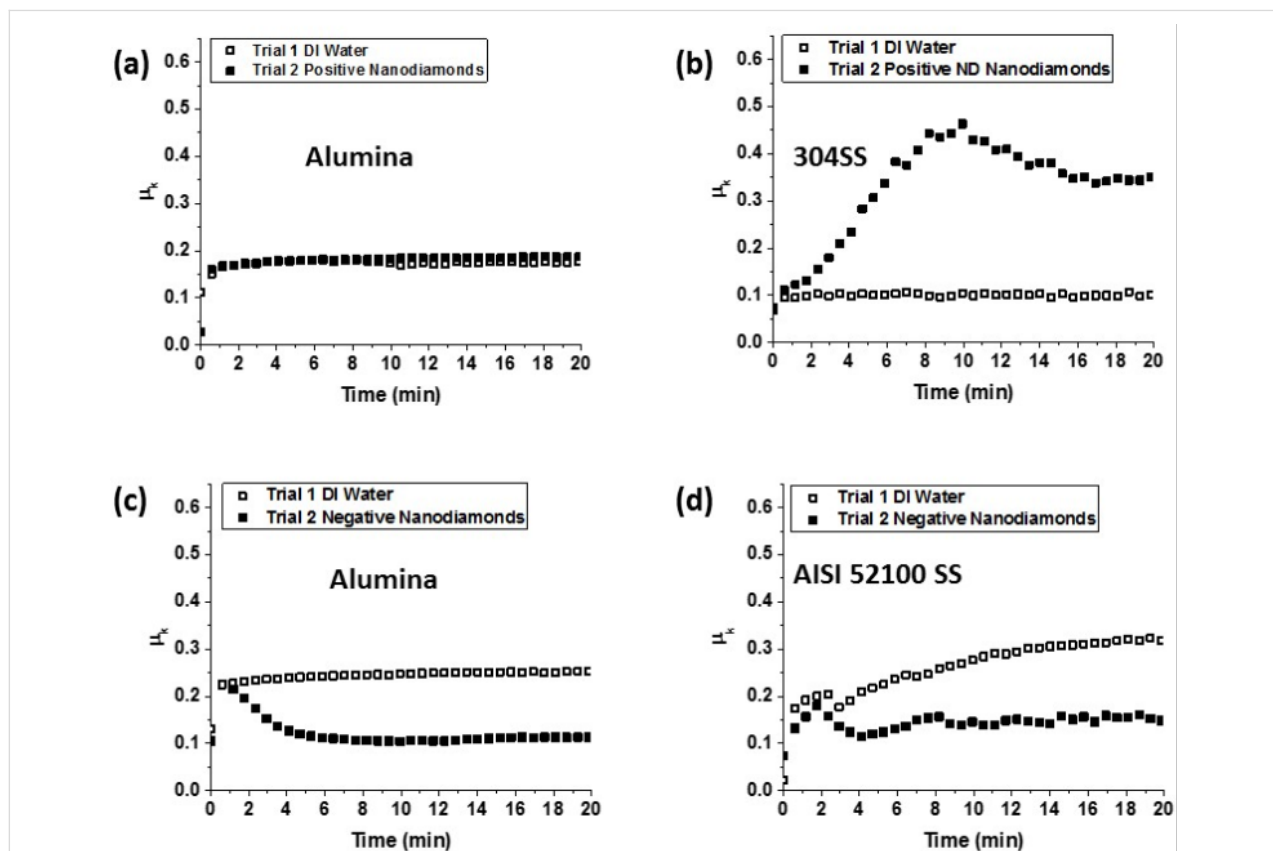 (a)
Trial 1 DI Water
Trial 2 Positive Nanodiamonds
Alumina
μk
0.6
0.5
0.4
0.3
0.2
0.1
0.0
0 2 4 6 8 10 12 14 16 18 20
Time (min)
(b)
Trial 1 DI Water
Trial 2 Positive ND Nanodiamonds
304SS
μk
0.6
0.5
0.4
0.3
0.2
0.1
0.0
0 2 4 6 8 10 12 14 16 18 20
Time (min)
(c)
Trial 1 DI Water
Trial 2 Negative Nanodiamonds
Alumina
μk
0.6
0.5
0.4
0.3
0.2
0.1
0.0
0 2 4 6 8 10 12 14 16 18 20
Time (min)
(d)
Trial 1 DI Water
Trial 2 Negative Nanodiamonds
AISI 52100 SS
μk
0.6
0.5
0.4
0.3
0.2
0.1
0.0
0 2 4 6 8 10 12 14 16 18 20
Time (min)